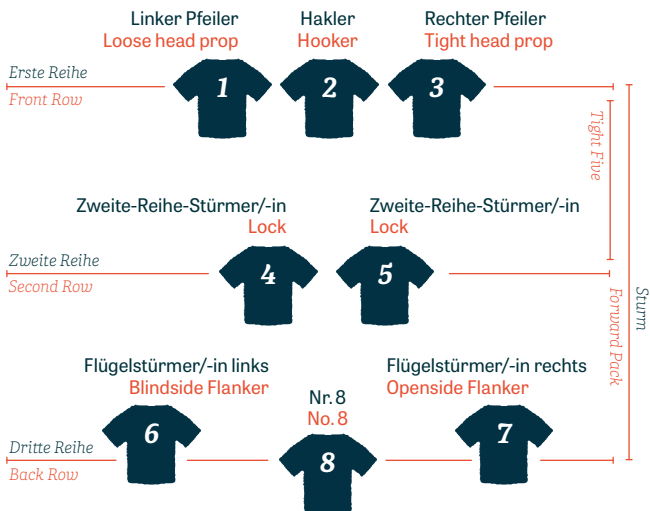 Linker Pfeiler
Loose head prop
Hakler
Hooker
Rechter Pfeiler
Tight head prop
Erste Reihe
Front Row
1
2
3
Tight Five
Zweite-Reihe-Stürmer/-in
Lock
Zweite-Reihe-Stürmer/-in
Lock
Zweite Reihe
Second Row
4
5
Sturm
Forward Pack
Flügelstürmer/-in links
Blindside Flanker
Nr. 8
No. 8
Flügelstürmer/-in rechts
Openside Flanker
Dritte Reihe
Back Row
6
8
7